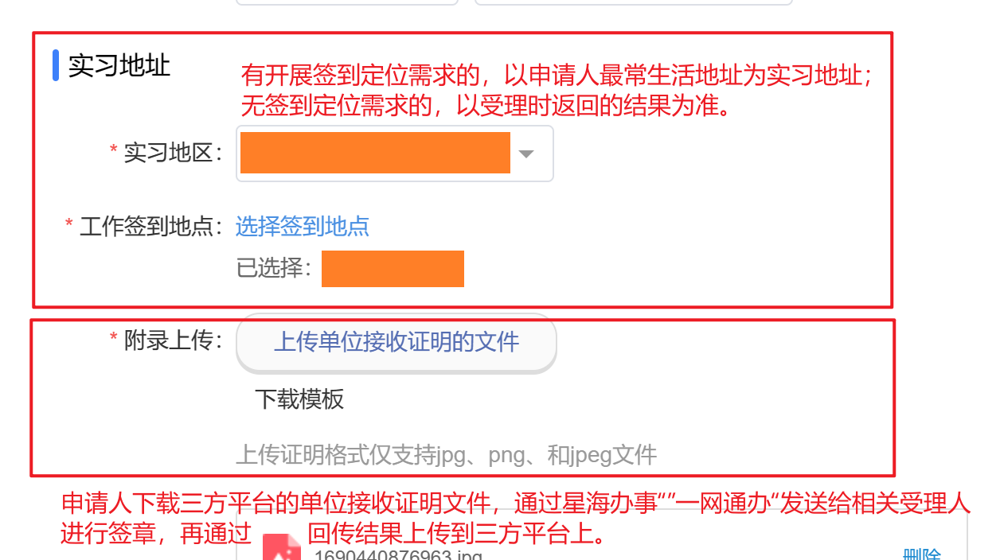 实习地址
有开展签到定位需求的，以申请人最常生活地址为实习地址；
无签到定位需求的，以受理时返回的结果为准。
* 实习地区：
* 工作签到地点：选择签到地点
已选择：
* 附录上传：上传单位接收证明的文件
下载模板
上传证明格式仅支持jpg、png、和jpeg文件
申请人下载三方平台的单位接收证明文件，通过星海办事“”一网通办“发送给相关受理人
进行签章，再通过 回传结果上传到三方平台上。
1690440876963.jpg 删除